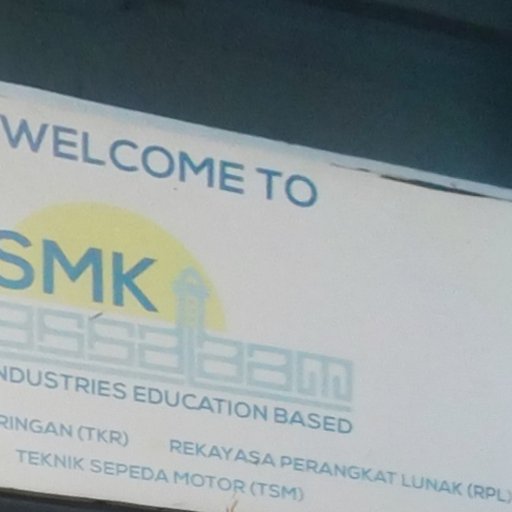 WELCOME TO
SMK
assalaam
INDUSTRIES EDUCATION BASED
RINGAN (TKR) REKAYASA PERANGKAT LUNAK (RPL)
TEKNIK SEPEDA MOTOR (TSM)